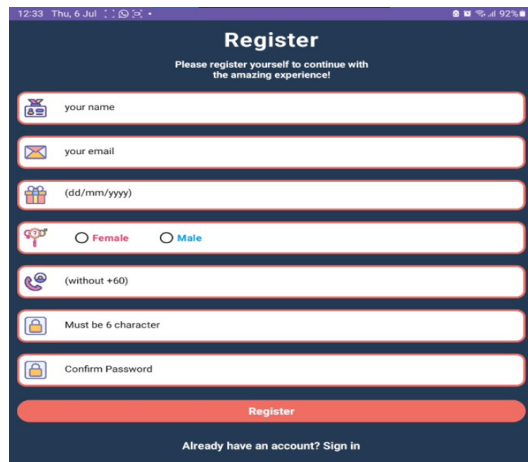 12:33 Thu, 6 Jul 92%
Register
Please register yourself to continue with
the amazing experience!
your name
your email
(dd/mm/yyyy)
Female Male
(without +60)
Must be 6 character
Confirm Password
Register
Already have an account? Sign in